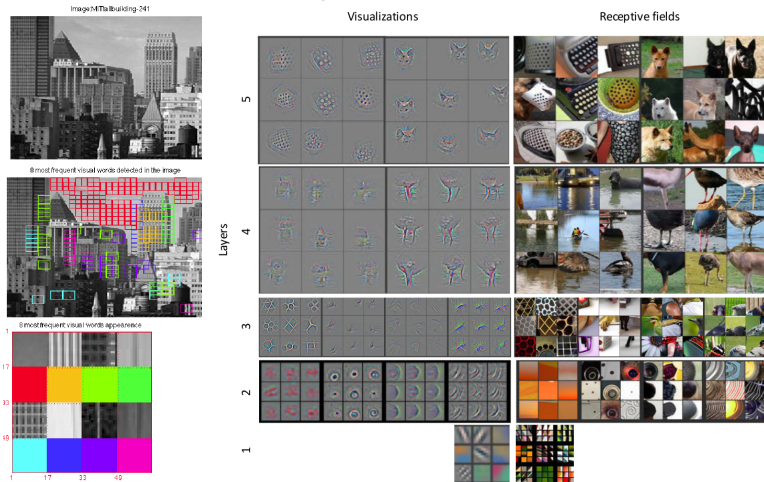 Image:MITtallbuilding-241
8 most frequent visual words detected in the image
8 most frequent visual words appearence
1
17
33
49
1 17 33 49
Visualizations Receptive fields
Layers
5
4
3
2
1